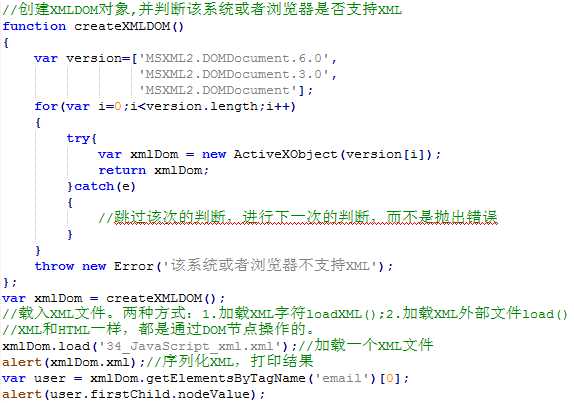 //创建XMLDOM对象,并判断该系统或者浏览器是否支持XML
function createXMLDOM()
{
    var version=['MSXML2.DOMDocument.6.0',
                 'MSXML2.DOMDocument.3.0',
                 'MSXML2.DOMDocument'];
    for(var i=0;i<version.length;i++)
    {
        try{
            var xmlDom = new ActiveXObject(version[i]);
            return xmlDom;
        }catch(e)
        {
            //跳过该次的判断，进行下一次的判断，而不是抛出错误
        }
    }
    throw new Error('该系统或者浏览器不支持XML');
};
var xmlDom = createXMLDOM();
//载入XML文件。两种方式：1.加载XML字符loadXML();2.加载XML外部文件load()
//XML和HTML一样，都是通过DOM节点操作的。
xmlDom.load('34_JavaScript_xml.xml');//加载一个XML文件
alert(xmlDom.xml);//序列化XML，打印结果
var user = xmlDom.getElementsByTagName('email')[0];
alert(user.firstChild.nodeValue);